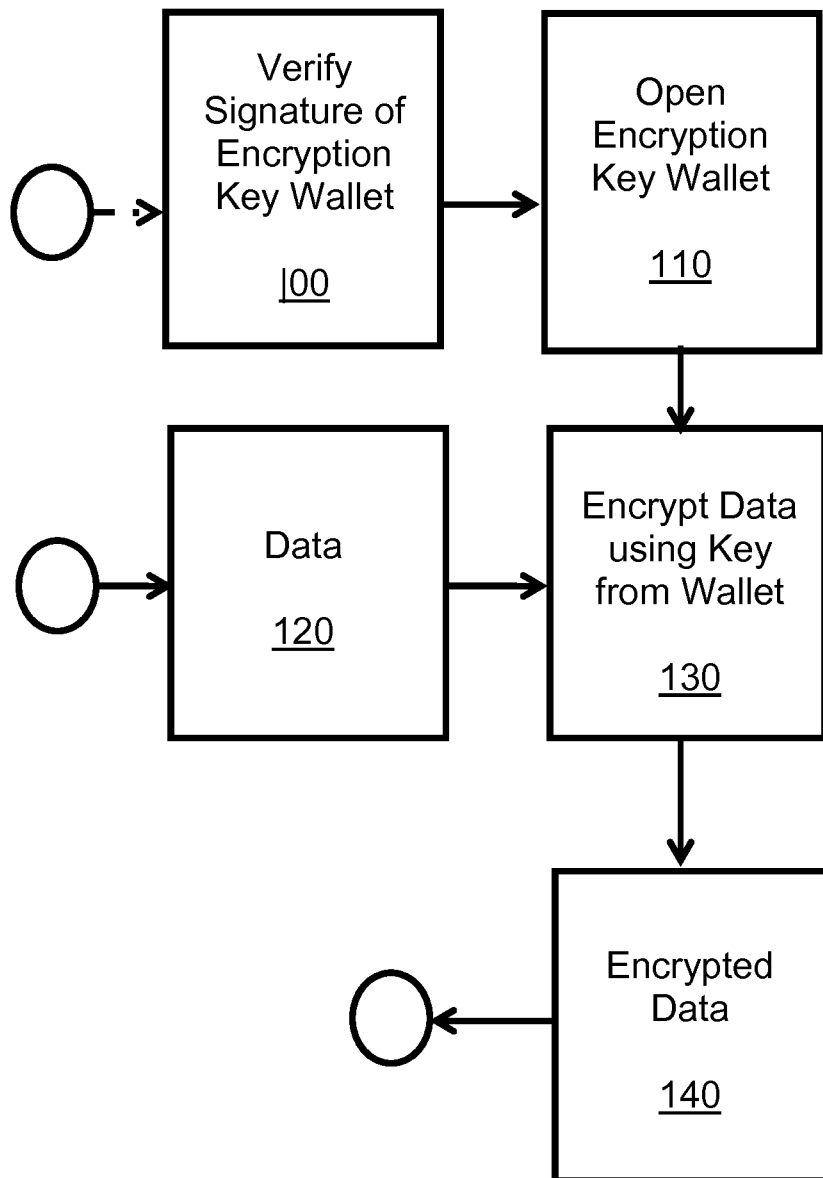 Verify
Signature of
Encryption
Key Wallet
|00
Open
Encryption
Key Wallet
110
Data
120
Encrypt Data
using Key
from Wallet
130
Encrypted
Data
140